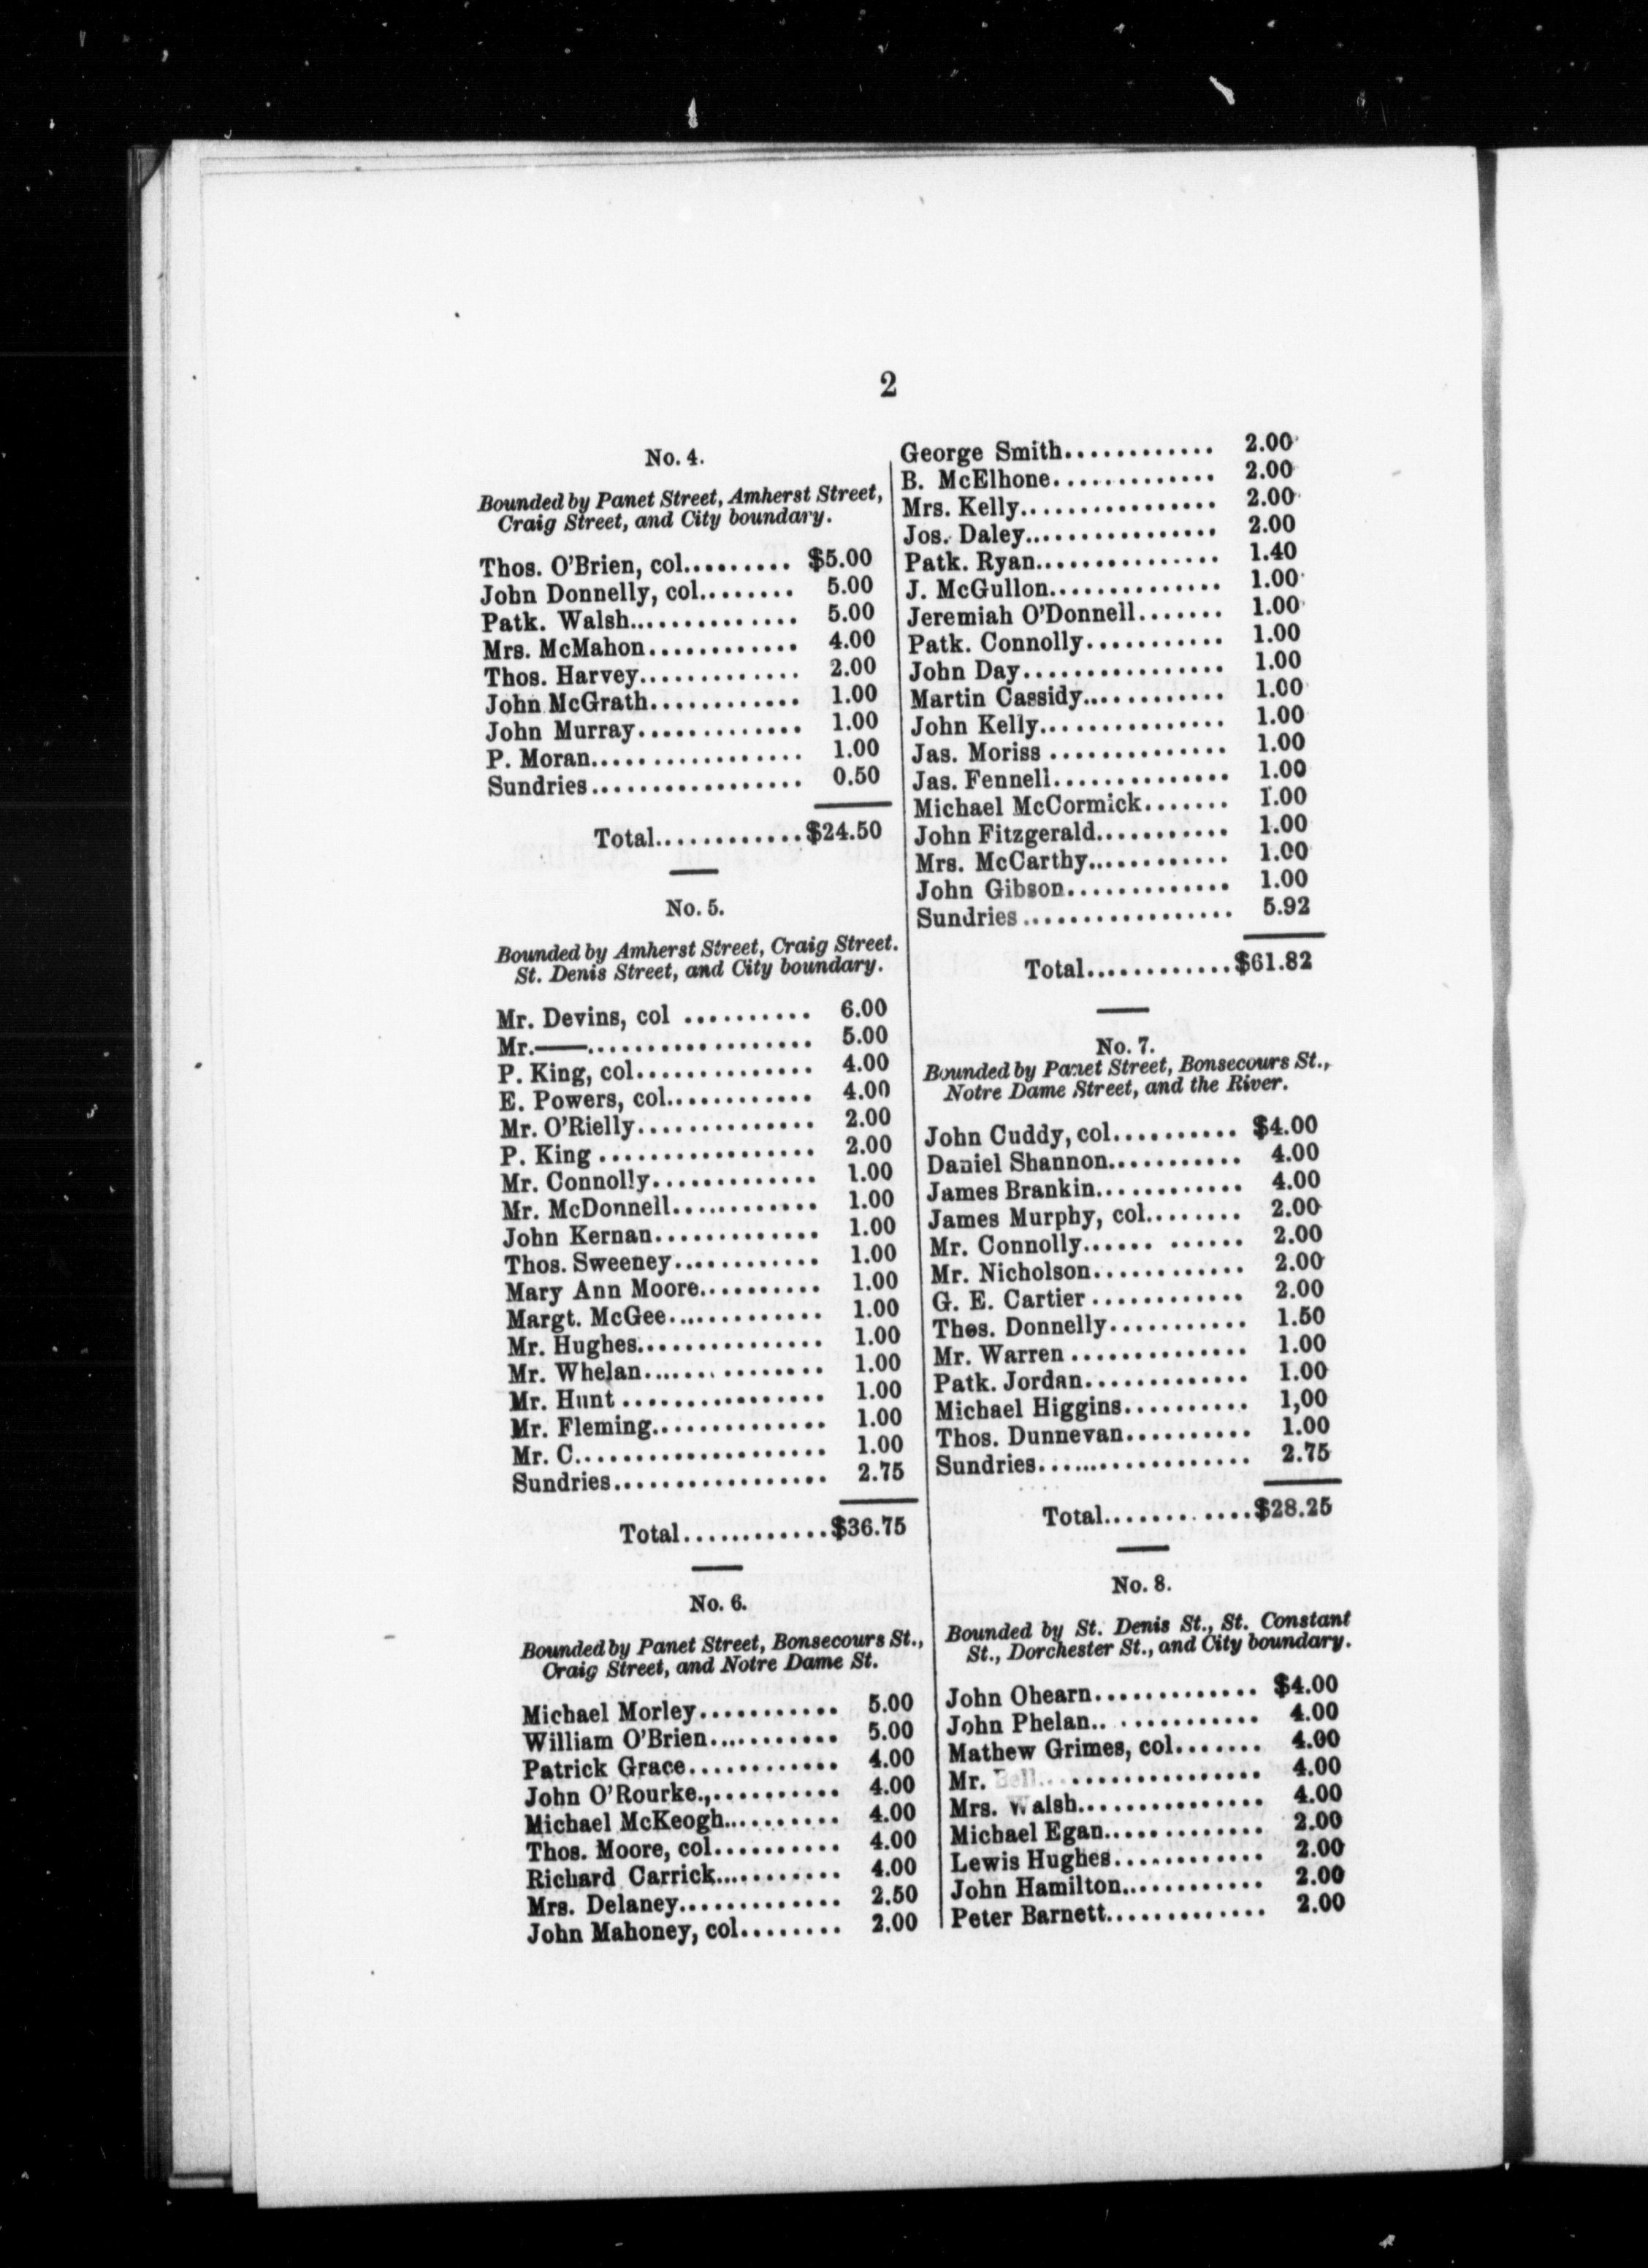 2
No. 4.
Bounded by Panet Street, Amherst Street,
Craig Street, and City boundary.
Thos. O'Brien, col......... $5.00
John Donnelly, col........ 5.00
Patk. Walsh.............. 5.00
Mrs. McMahon............ 4.00
Thos. Harvey............. 2.00
John McGrath............ 1.00
John Murray............. 1.00
P. Moran.................. 1.00
Sundries................. 0.50
Total............$24.50
No. 5.
Bounded by Amherst Street, Craig Street.
St. Denis Street, and City boundary.
Mr. Devins, col .......... 6.00
Mr.——................... 5.00
P. King, col.............. 4.00
E. Powers, col............ 4.00
Mr. O'Rielly.............. 2.00
P. King ................. 2.00
Mr. Connolly............. 1.00
Mr. McDonnell............ 1.00
John Kernan............. 1.00
Thos. Sweeney............ 1.00
Mary Ann Moore.......... 1.00
Margt. McGee............. 1.00
Mr. Hughes............... 1.00
Mr. Whelan............... 1.00
Mr. Hunt ................ 1.00
Mr. Fleming.............. 1.00
Mr. C.................... 1.00
Sundries................. 2.75
Total............$36.75
No. 6.
Bounded by Panet Street, Bonsecours St.,
Craig Street, and Notre Dame St.
Michael Morley........... 5.00
William O'Brien........... 5.00
Patrick Grace............ 4.00
John O'Rourke.,.......... 4.00
Michael McKeogh.......... 4.00
Thos. Moore, col.......... 4.00
Richard Carrick........... 4.00
Mrs. Delaney............. 2.50
John Mahoney, col........ 2.00
George Smith............ 2.00
B. McElhone............. 2.00
Mrs. Kelly................ 2.00
Jos. Daley................ 2.00
Patk. Ryan............... 1.40
J. McGullon.............. 1.00
Jeremiah O'Donnell....... 1.00
Patk. Connolly........... 1.00
John Day................. 1.00
Martin Cassidy............ 1.00
John Kelly............... 1.00
Jas. Moriss .............. 1.00
Jas. Fennell.............. 1.00
Michael McCormick....... 1.00
John Fitzgerald........... 1.00
Mrs. McCarthy............ 1.00
John Gibson............. 1.00
Sundries................. 5.92
Total............$61.82
No. 7.
Bounded by Panet Street, Bonsecours St.,
Notre Dame Street, and the River.
John Cuddy, col.......... $4.00
Daniel Shannon........... 4.00
James Brankin............ 4.00
James Murphy, col........ 2.00
Mr. Connolly...... ...... 2.00
Mr. Nicholson............ 2.00
G. E. Cartier ............ 2.00
Thos. Donnelly........... 1.50
Mr. Warren .............. 1.00
Patk. Jordan............. 1.00
Michael Higgins.......... 1,00
Thos. Dunnevan.......... 1.00
Sundries.................. 2.75
Total............$28.25
No. 8.
Bounded by St. Denis St., St. Constant
St., Dorchester St., and City boundary.
John Ohearn............. $4.00
John Phelan.. ........... 4.00
Mathew Grimes, col....... 4.00
Mr. Bell.................. 4.00
Mrs. Walsh............... 4.00
Michael Egan............. 2.00
Lewis Hughes............ 2.00
John Hamilton............ 2.00
Peter Barnett............. 2.00